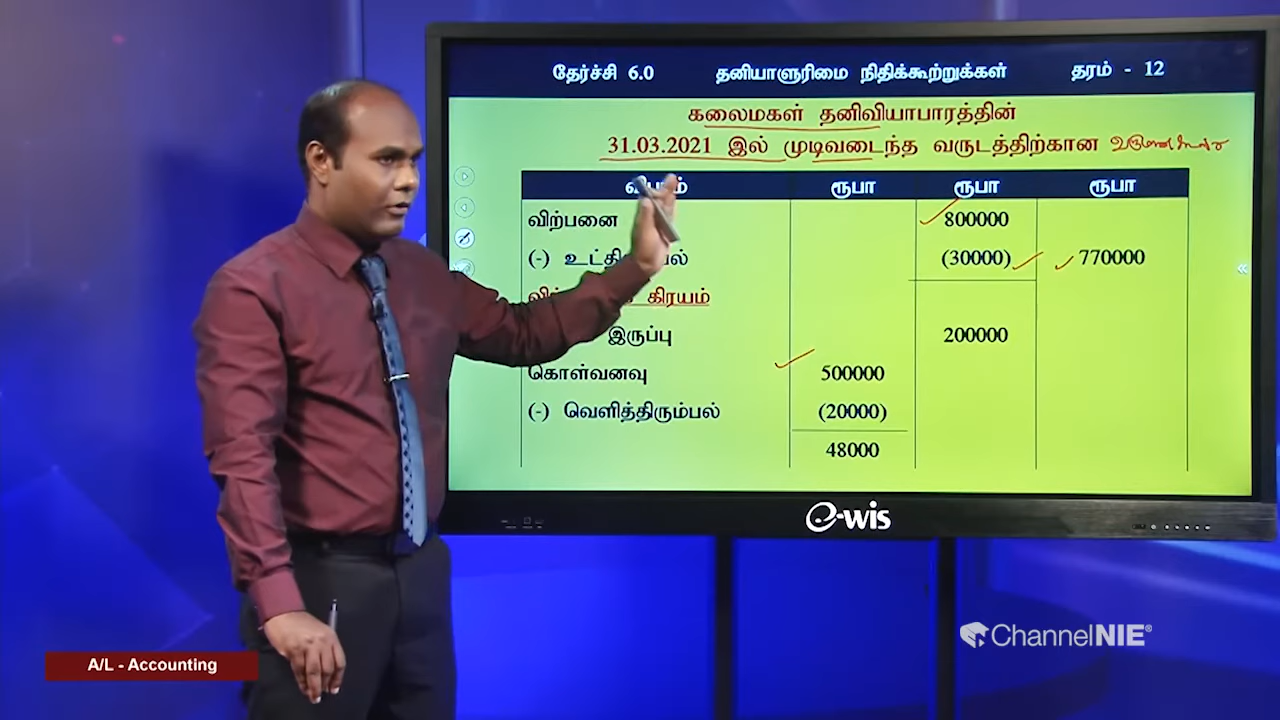 தேர்ச்சி 6.0 தனியாளுரிமை நிதிக்கூற்றுக்கள் தரம் - 12
கலைமகள் தனிவியாபாரத்தின்
31.03.2021 இல் முடிவடைந்த வருடத்திற்கான
ரூபா ரூபா ரூபா
விற்பனை 800000
(-) (30000) 770000
கிரயம்
இருப்பு 200000
கொள்வனவு 500000
(-) வெளித்திரும்பல் (20000)
48000
e-wis
ChannelNIE®
A/L - Accounting